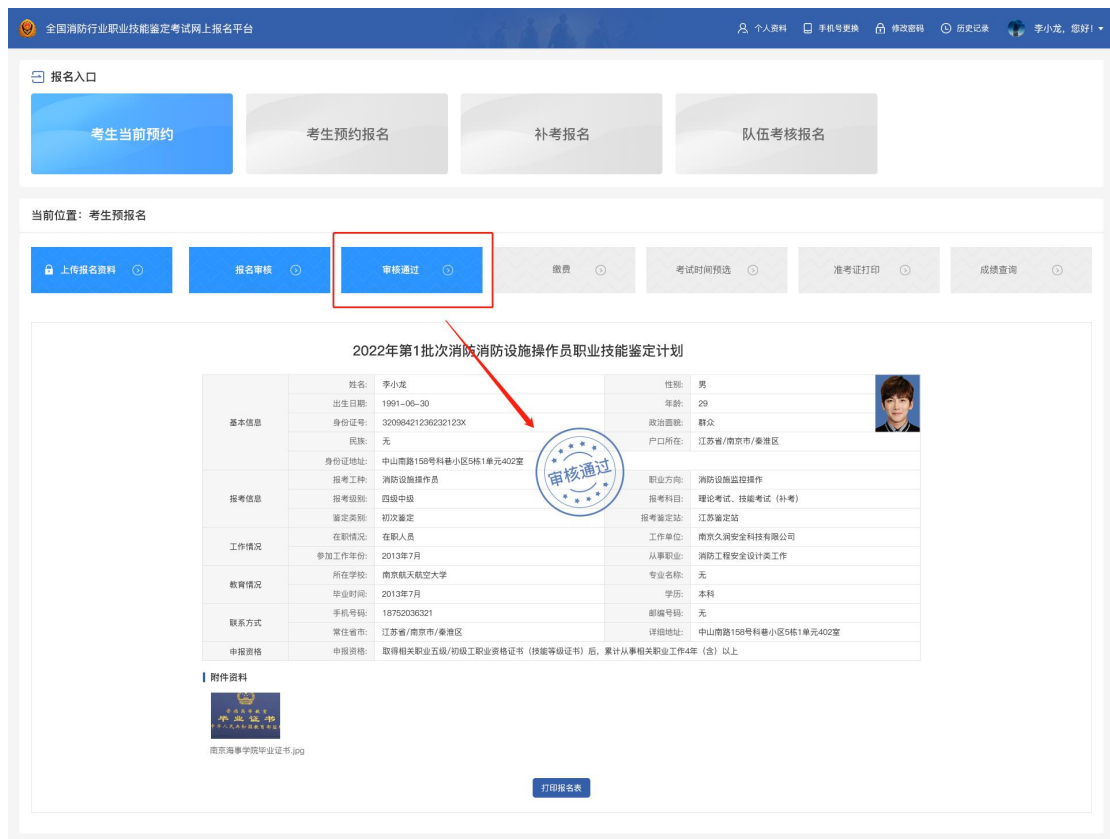 全国消防行业职业技能鉴定考试网上报名平台 个人资料 手机号更换 修改密码 历史记录 李小龙，您好！
报名入口
考生当前预约 考生预约报名 补考报名 队伍考核报名
当前位置：考生预报名
上传报名资料 报名审核 审核通过 缴费 考试时间预选 准考证打印 成绩查询
2022年第1批次消防消防设施操作员职业技能鉴定计划
基本信息
姓名: 李小龙 性别: 男
出生日期: 1991-06-30 年龄: 29
身份证号: 32098421236232123X 政治面貌: 群众
民族: 无 户口所在: 江苏省/南京市/秦淮区
身份证地址: 中山南路158号科巷小区5栋1单元402室
审核通过
报考信息
报考工种: 消防设施操作员 职业方向: 消防设施监控操作
报考级别: 四级中级 报考科目: 理论考试、技能考试（补考）
鉴定类别: 初次鉴定 报考鉴定站: 江苏鉴定站
工作情况
在职情况: 在职人员 工作单位: 南京久润安全科技有限公司
参加工作年份: 2013年7月 从事职业: 消防工程安全设计类工作
教育情况
所在学校: 南京航天航空大学 专业名称: 无
毕业时间: 2013年7月 学历: 本科
联系方式
手机号码: 18752036321 邮编号码: 无
常住省市: 江苏省/南京市/秦淮区 详细地址: 中山南路158号科巷小区5栋1单元402室
申报资格 申报资格: 取得相关职业五级/初级工职业资格证书（技能等级证书）后，累计从事相关职业工作4年（含）以上
附件资料
毕业证书
南京海事学院毕业证书.jpg
打印报名表